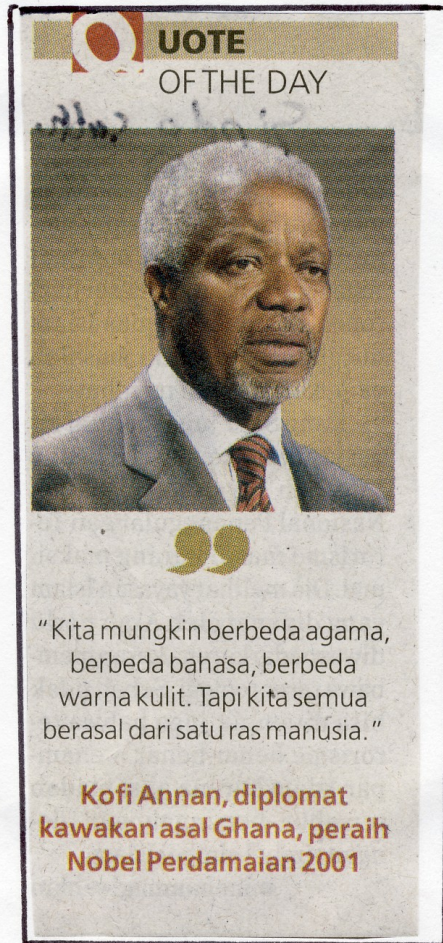 QUOTE
OF THE DAY
"Kita mungkin berbeda agama,
berbeda bahasa, berbeda
warna kulit. Tapi kita semua
berasal dari satu ras manusia."
Kofi Annan, diplomat
kawakan asal Ghana, peraih
Nobel Perdamaian 2001